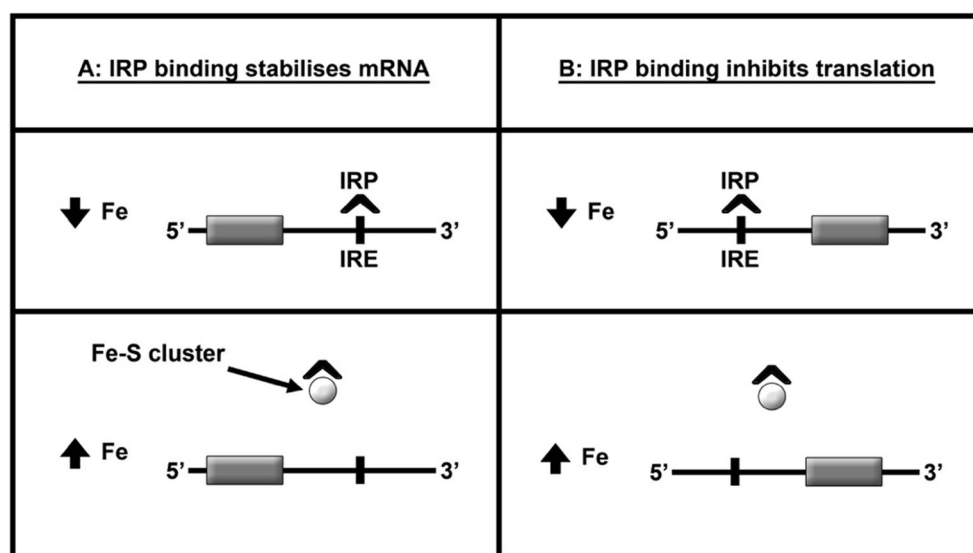 A: IRP binding stabilises mRNA
B: IRP binding inhibits translation
IRP
Fe
5’
3’
IRE
IRP
Fe
5’
3’
IRE
Fe-S cluster
Fe
5’
3’
Fe
5’
3’